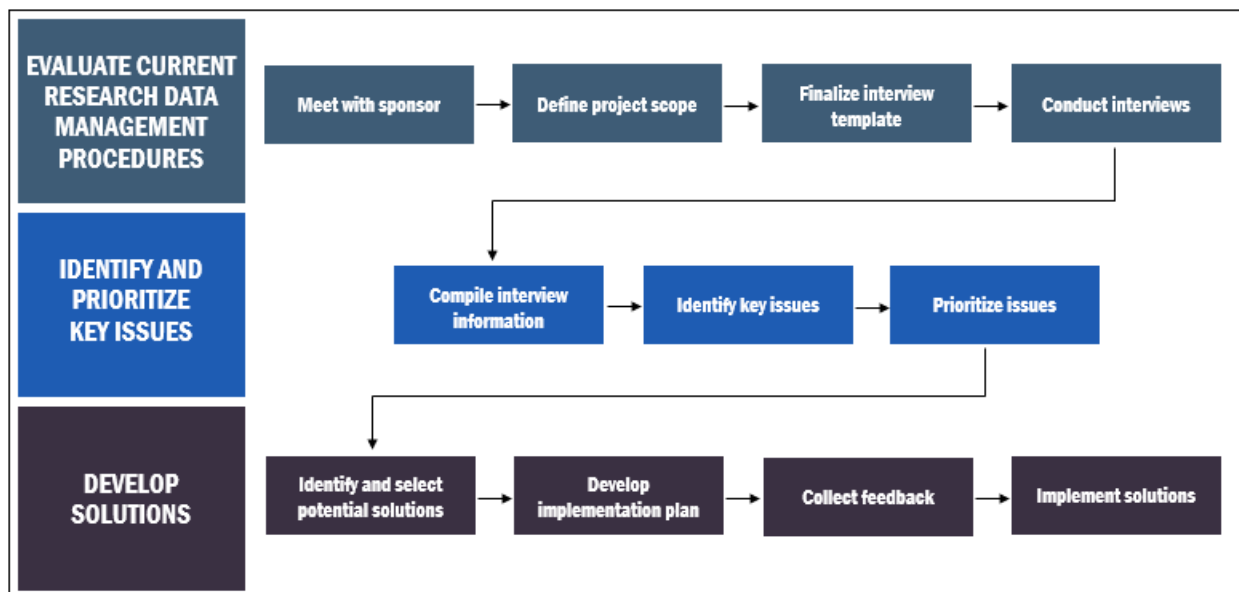 EVALUATE CURRENT
RESEARCH DATA
MANAGEMENT
PROCEDURES
Meet with sponsor
Define project scope
Finalize interview
template
Conduct interviews
IDENTIFY AND
PRIORITIZE
KEY ISSUES
Compile interview
information
Identify key issues
Prioritize issues
DEVELOP
SOLUTIONS
Identify and select
potential solutions
Develop
implementation plan
Collect feedback
Implement solutions